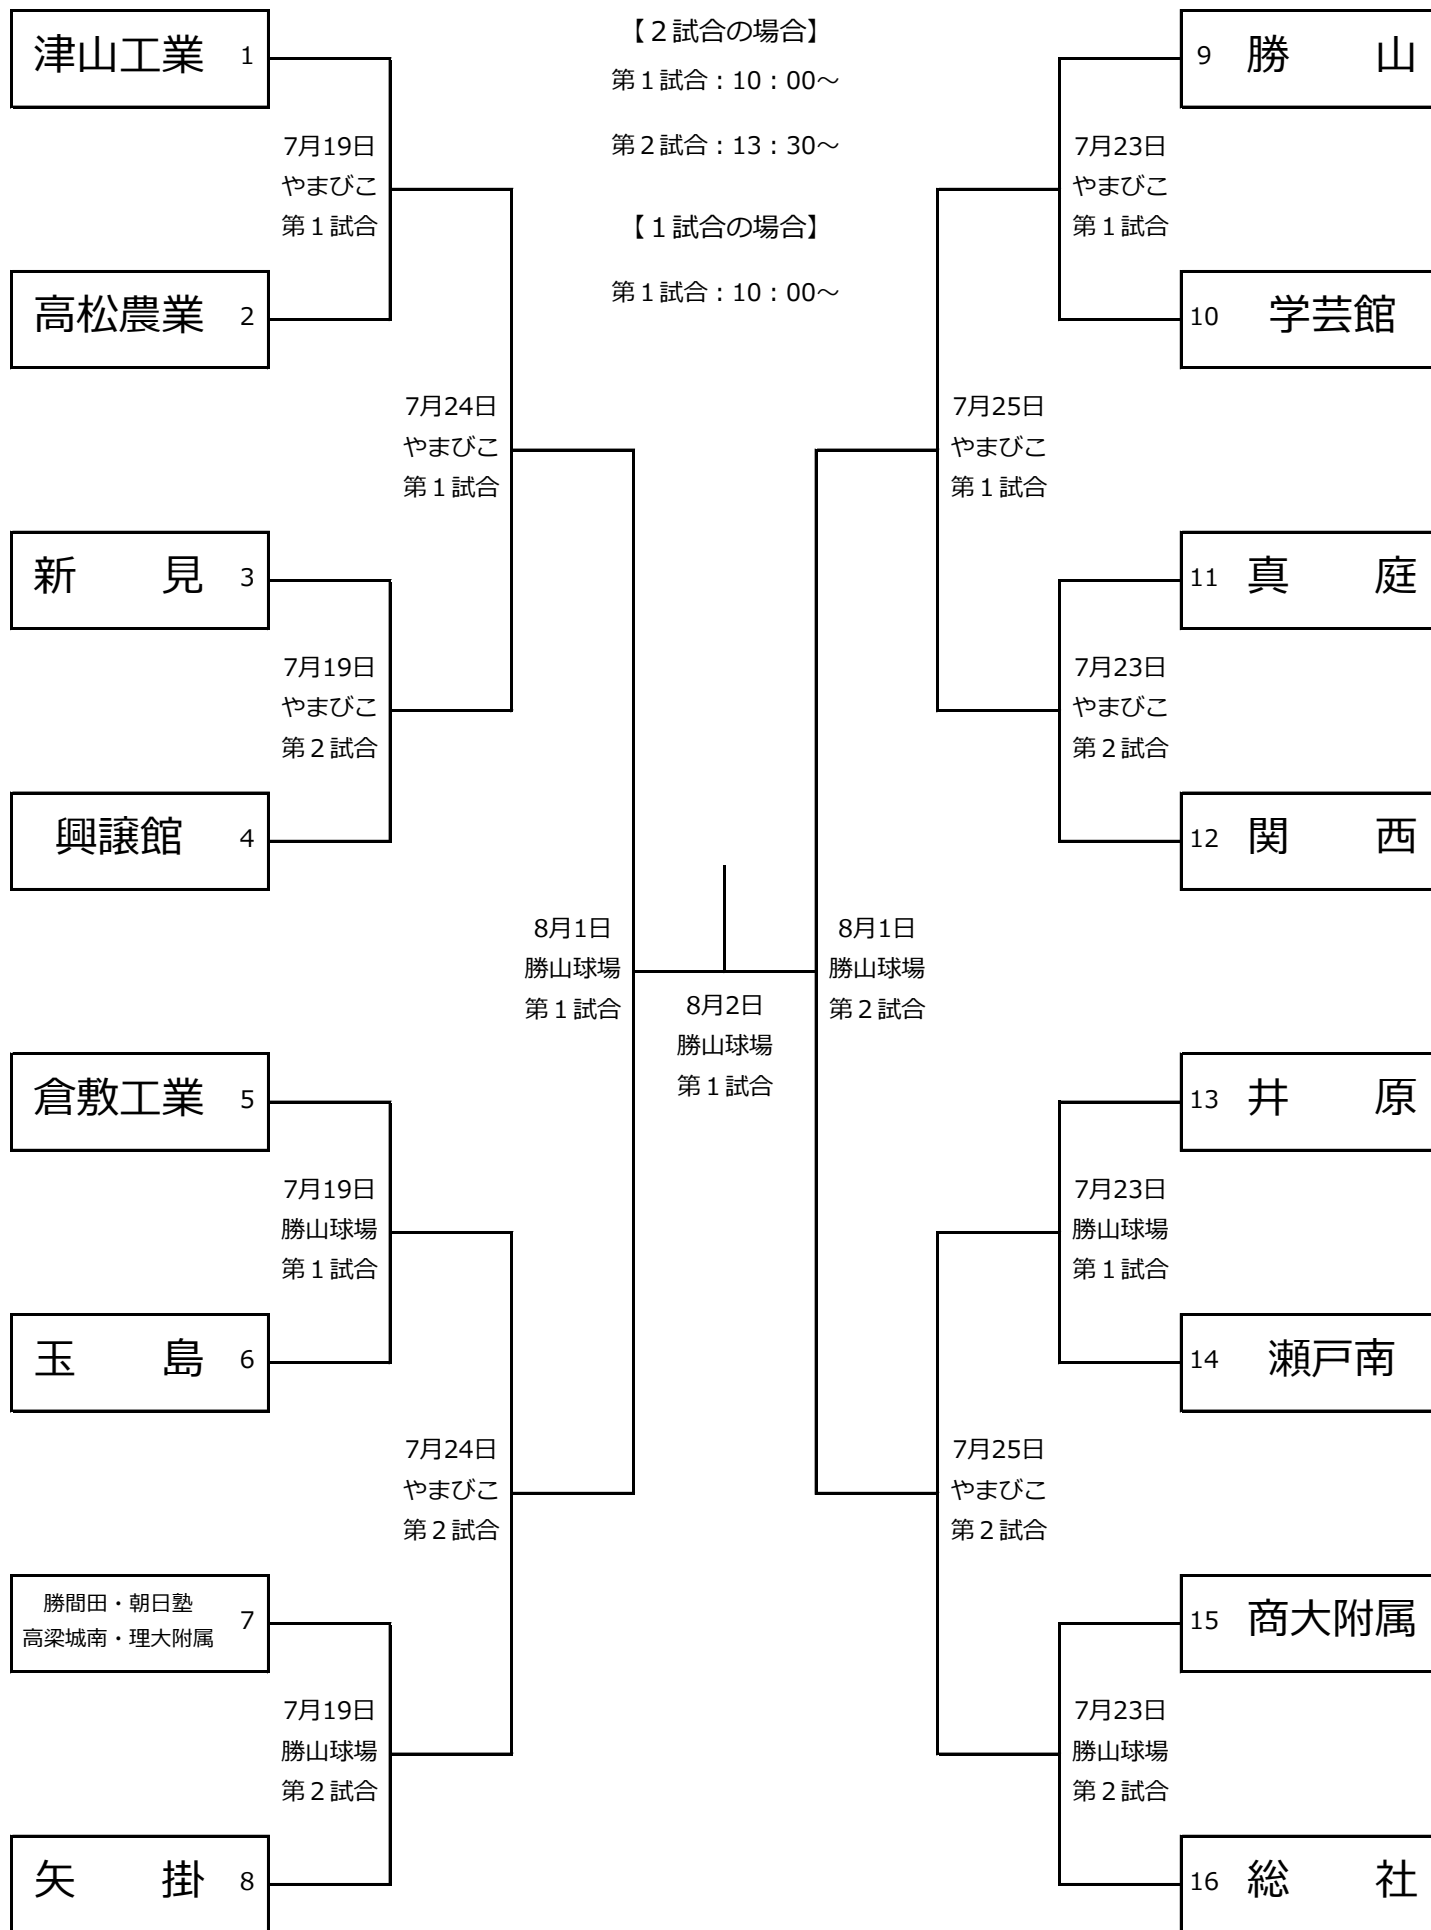 【２試合の場合】
第１試合：10：00～
第２試合：13：30～
【１試合の場合】
第１試合：10：00～
津山工業 1
7月19日
やまびこ
第１試合
高松農業 2
7月24日
やまびこ
第１試合
新　見 3
7月19日
やまびこ
第２試合
興譲館 4
8月1日
勝山球場
第１試合
倉敷工業 5
7月19日
勝山球場
第１試合
玉　島 6
7月24日
やまびこ
第２試合
勝間田・朝日塾
高梁城南・理大附属 7
7月19日
勝山球場
第２試合
矢　掛 8
8月2日
勝山球場
第１試合
9 勝　山
7月23日
やまびこ
第１試合
10 学芸館
7月25日
やまびこ
第１試合
11 真　庭
7月23日
やまびこ
第２試合
12 関　西
8月1日
勝山球場
第２試合
13 井　原
7月23日
勝山球場
第１試合
14 瀬戸南
7月25日
やまびこ
第２試合
15 商大附属
7月23日
勝山球場
第２試合
16 総　社